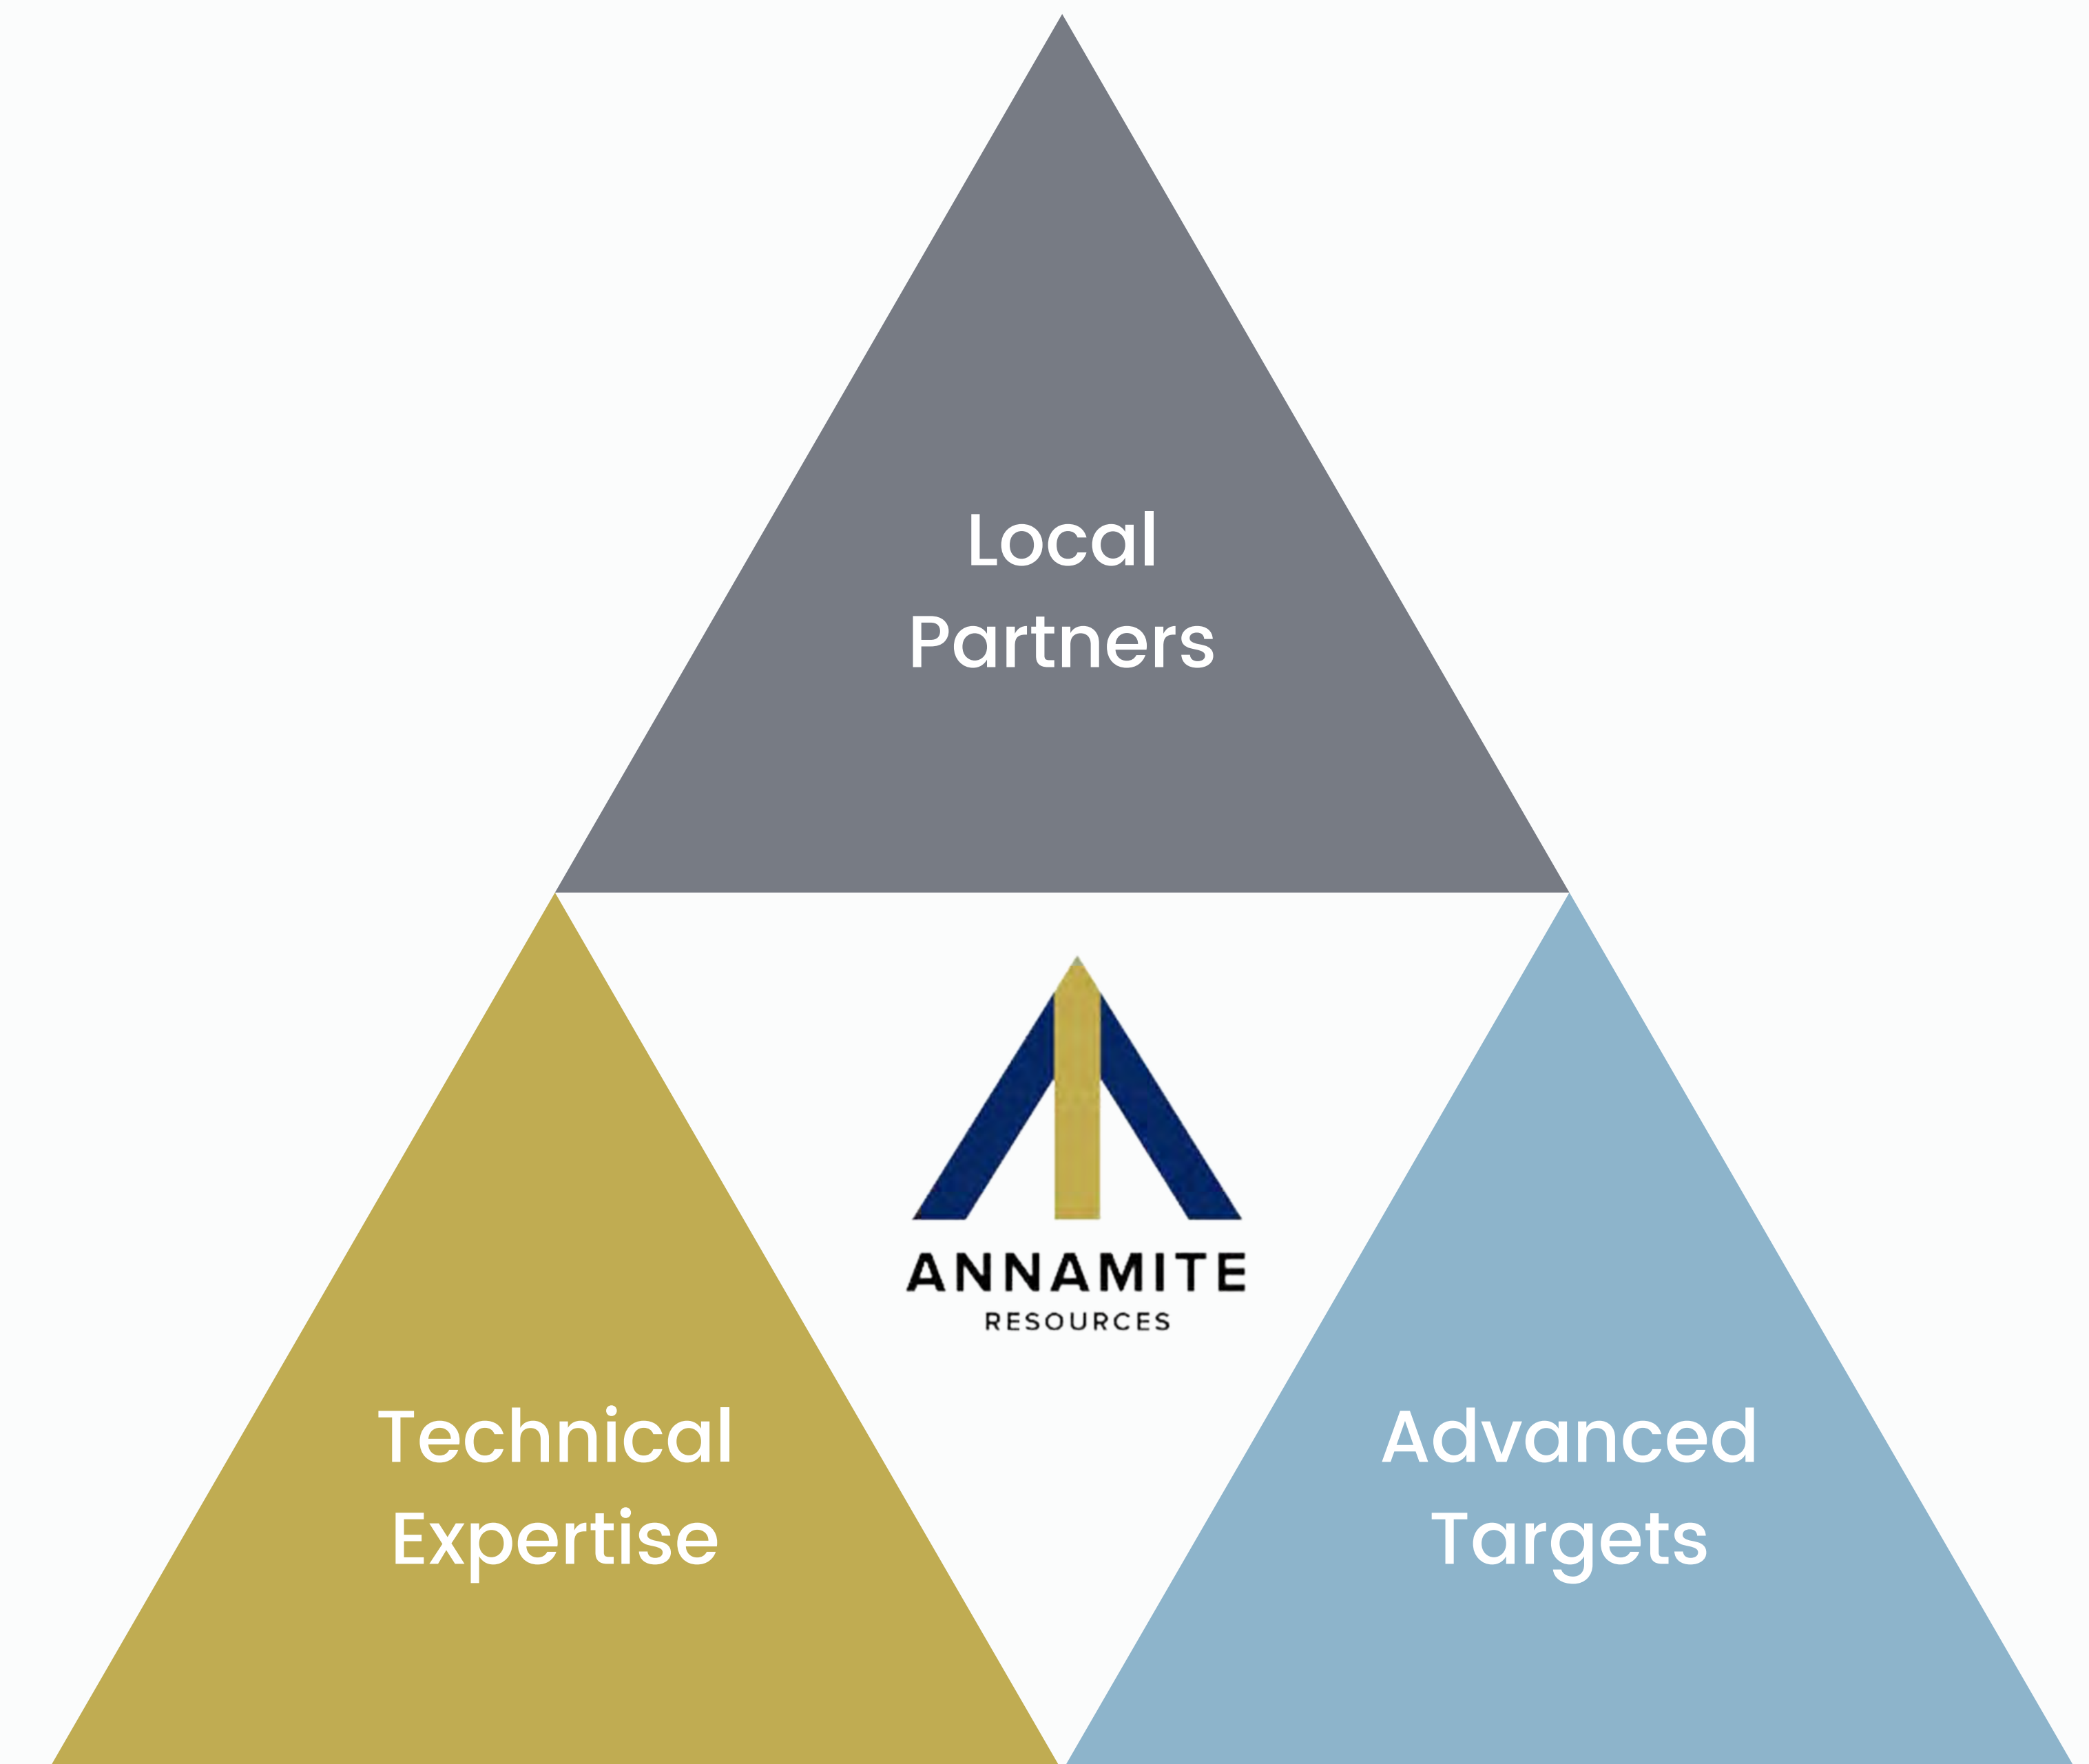 Local
Partners
ANNAMITE
RESOURCES
Technical
Expertise
Advanced
Targets